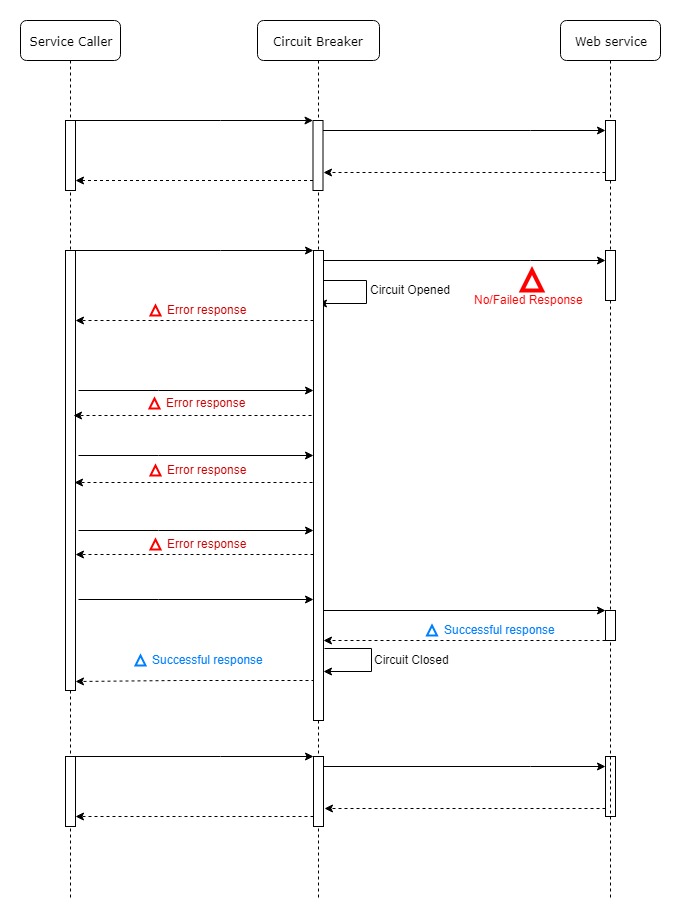 Service Caller
Circuit Breaker
Web service
Circuit Opened
No/Failed Response
Error response
Error response
Error response
Error response
Successful response
Successful response
Circuit Closed